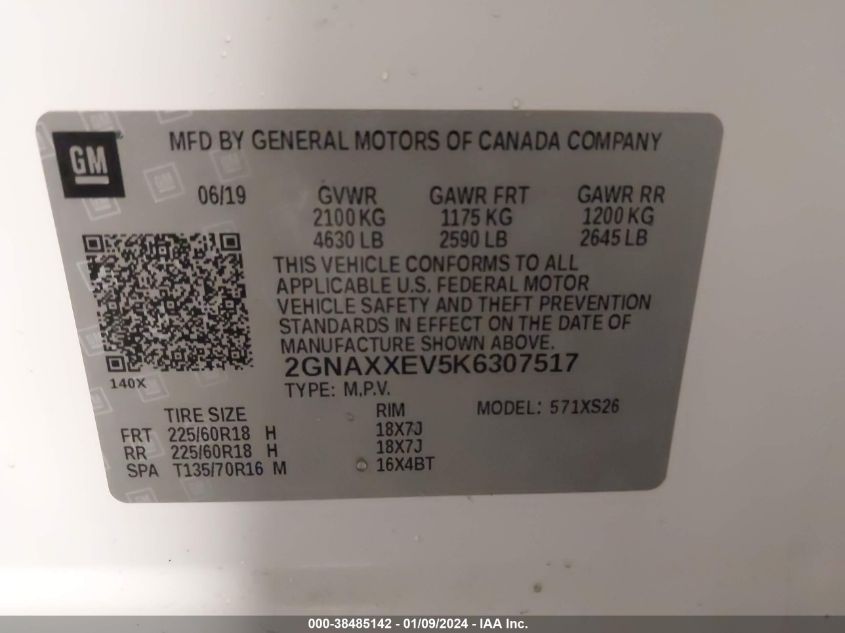 GM
MFD BY GENERAL MOTORS OF CANADA COMPANY
06/19 GVWR GAWR FRT GAWR RR
2100 KG 1175 KG 1200 KG
4630 LB 2590 LB 2645 LB
THIS VEHICLE CONFORMS TO ALL
APPLICABLE U.S. FEDERAL MOTOR
VEHICLE SAFETY AND THEFT PREVENTION
STANDARDS IN EFFECT ON THE DATE OF
MANUFACTURE SHOWN ABOVE.
2GNAXXEV5K6307517
140X
TYPE: M.P.V.
TIRE SIZE RIM MODEL: 571XS26
FRT 225/60R18 H 18X7J
RR 225/60R18 H 18X7J
SPA T135/70R16 M 16X4BT
000-38485142 - 01/09/2024 - IAA Inc.